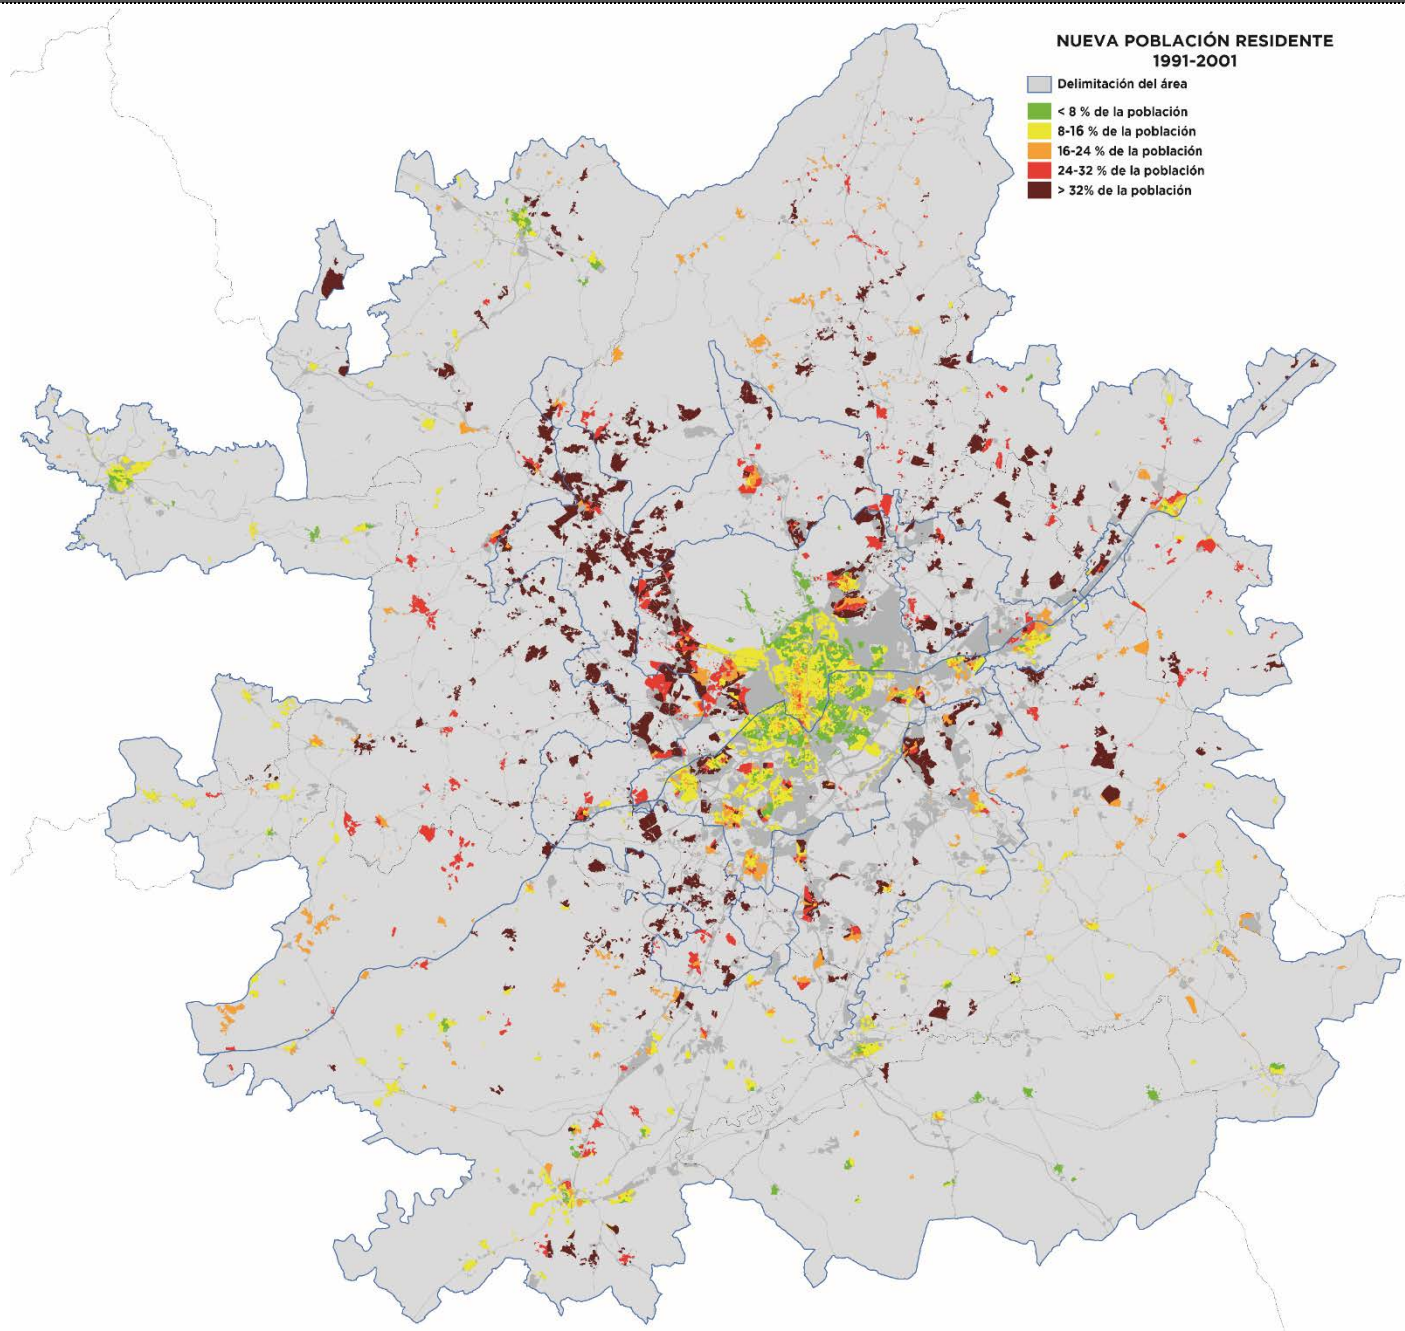 NUEVA POBLACIÓN RESIDENTE
1991-2001
Delimitación del área
< 8 % de la población
8-16 % de la población
16-24 % de la población
24-32 % de la población
> 32% de la población